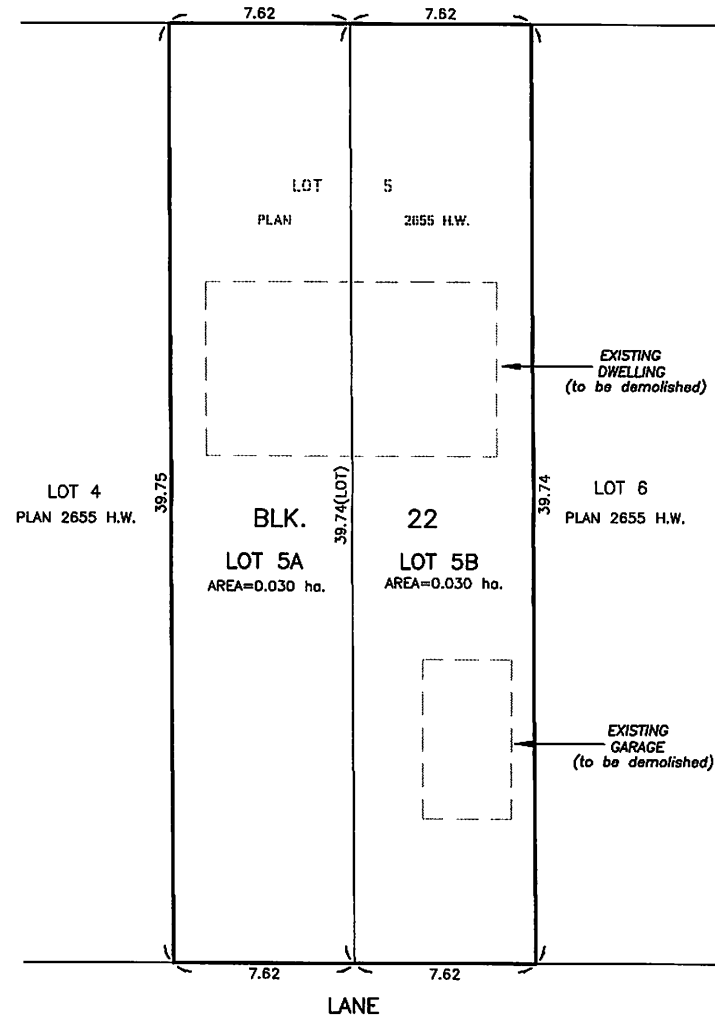 7.62 7.62
LOT 5
PLAN 2655 H.W.
EXISTING
DWELLING
(to be demolished)
LOT 4
PLAN 2655 H.W.
39.75
39.74(LOT)
39.74
LOT 6
PLAN 2655 H.W.
BLK. 22
LOT 5A
AREA=0.030 ha.
LOT 5B
AREA=0.030 ha.
EXISTING
GARAGE
(to be demolished)
7.62 7.62
LANE